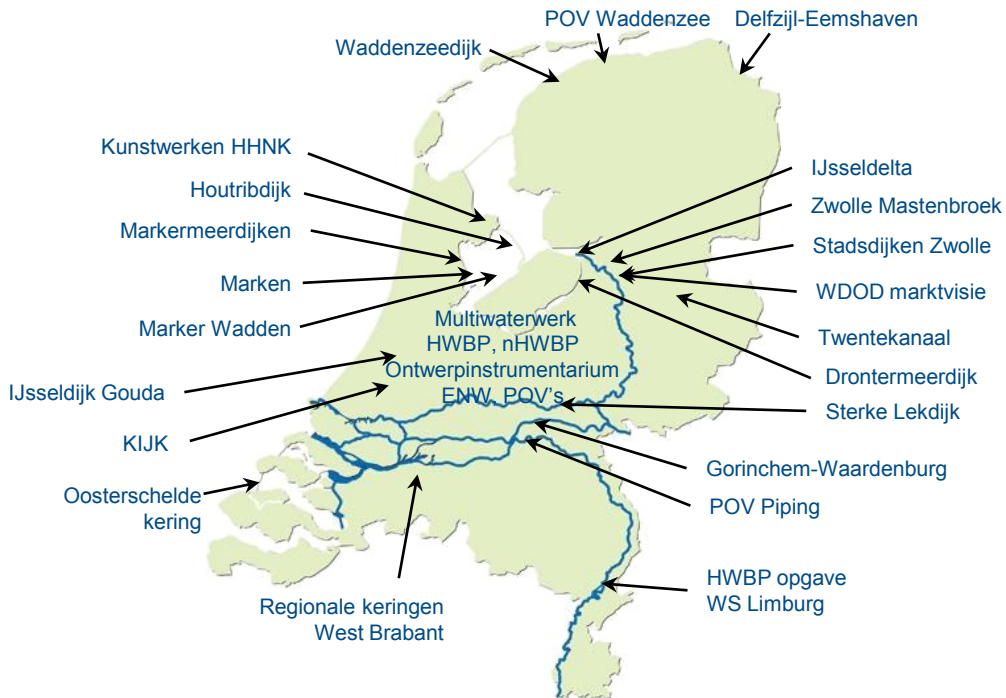 POV Waddenzee
Delfzijl-Eemshaven
Waddenzeedijk
Kunstwerken HHNK
IJsseldelta
Houtribdijk
Zwolle Mastenbroek
Markermeerdijken
Stadsdijken Zwolle
Marken
WDOD marktvisie
Marker Wadden
Twentekanaal
Multiwaterwerk
HWBP, nHWBP
Ontwerpinstrumentarium
ENW, POV's
IJsseldijk Gouda
Drontermeerdijk
Sterke Lekdijk
KIJK
Gorinchem-Waardenburg
Oosterschelde
kering
POV Piping
HWBP opgave
WS Limburg
Regionale keringen
West Brabant